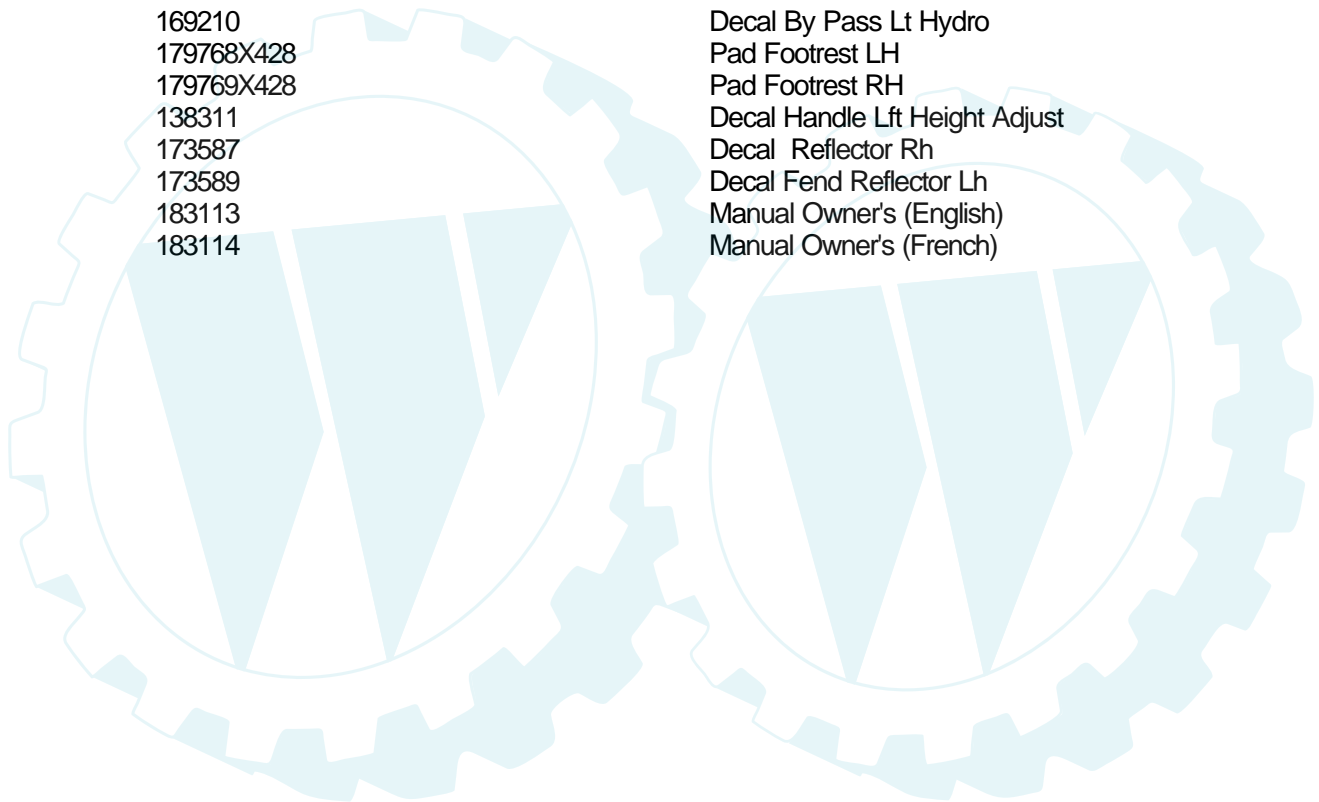 169210 Decal By Pass Lt Hydro
179768X428 Pad Footrest LH
179769X428 Pad Footrest RH
138311 Decal Handle Lft Height Adjust
173587 Decal Reflector Rh
173589 Decal Fend Reflector Lh
183113 Manual Owner's (English)
183114 Manual Owner's (French)